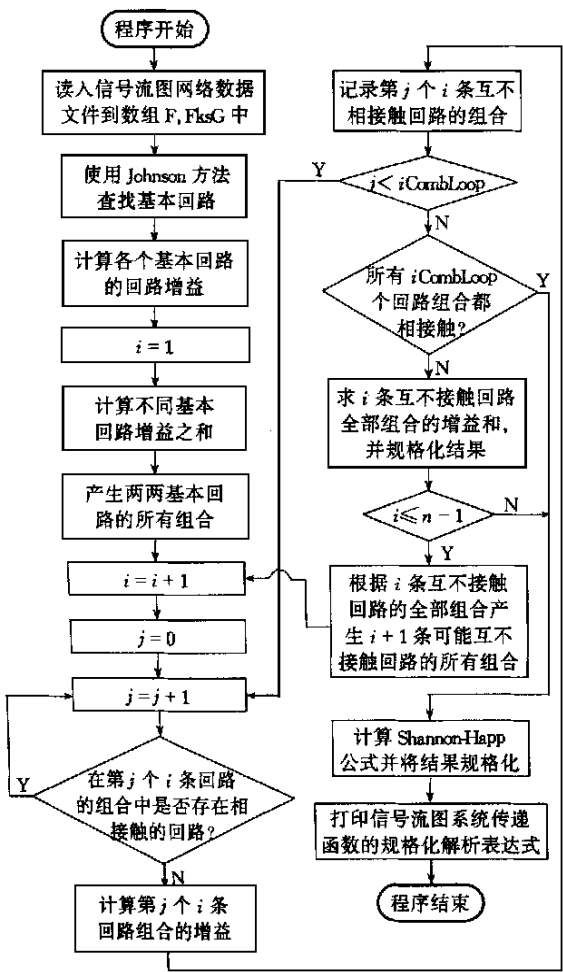 程序开始
读入信号流图网络数据
文件到数组 F, FksG 中
使用 Johnson 方法
查找基本回路
计算各个基本回路
的回路增益
i = 1
计算不同基本
回路增益之和
产生两两基本回
路的所有组合
i = i + 1
j = 0
j = j + 1
Y
在第 j 个 i 条回路
的组合中是否存在相
接触的回路?
N
计算第 j 个 i 条
回路组合的增益
记录第 j 个 i 条互不
相接触回路的组合
Y
j < iCombLoop
N
所有 iCombLoop
个回路组合都
相接触?
Y
N
求 i 条互不接触回路
全部组合的增益和,
并规格化结果
i ⩽ n - 1
N
Y
根据 i 条互不接触
回路的全部组合产
生 i + 1 条可能互不
接触回路的所有组合
计算 Shannon-Happ
公式并将结果规格化
打印信号流图系统传递
函数的规格化解析表达式
程序结束